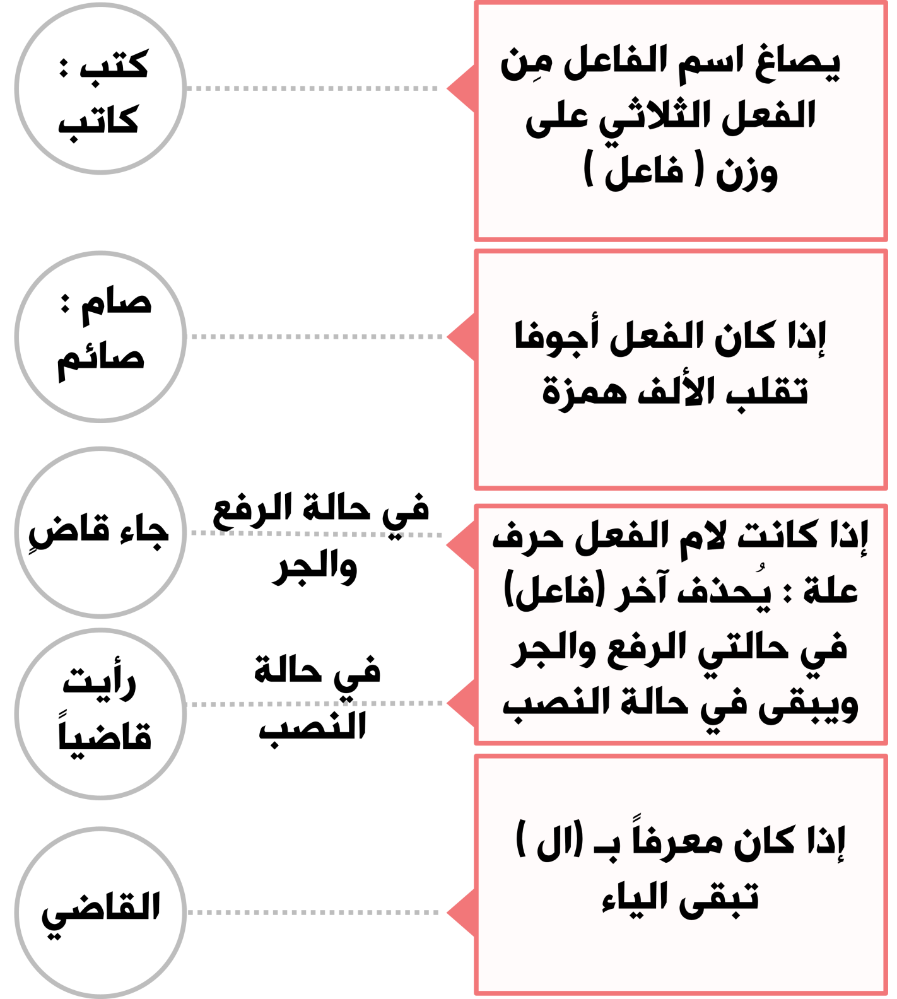 يصاغ اسم الفاعل مِن
الفعل الثلاثي على
وزن ( فاعل )
كتب :
كاتب
إذا كان الفعل أجوفا
تقلب الألف همزة
صام :
صائم
إذا كانت لام الفعل حرف
علة : يُحذف آخر (فاعل)
في حالتي الرفع والجر
ويبقى في حالة النصب
في حالة الرفع
والجر
جاء قاضٍ
في حالة
النصب
رأيت
قاضياً
إذا كان معرفاً بـ (ال )
تبقى الياء
القاضي